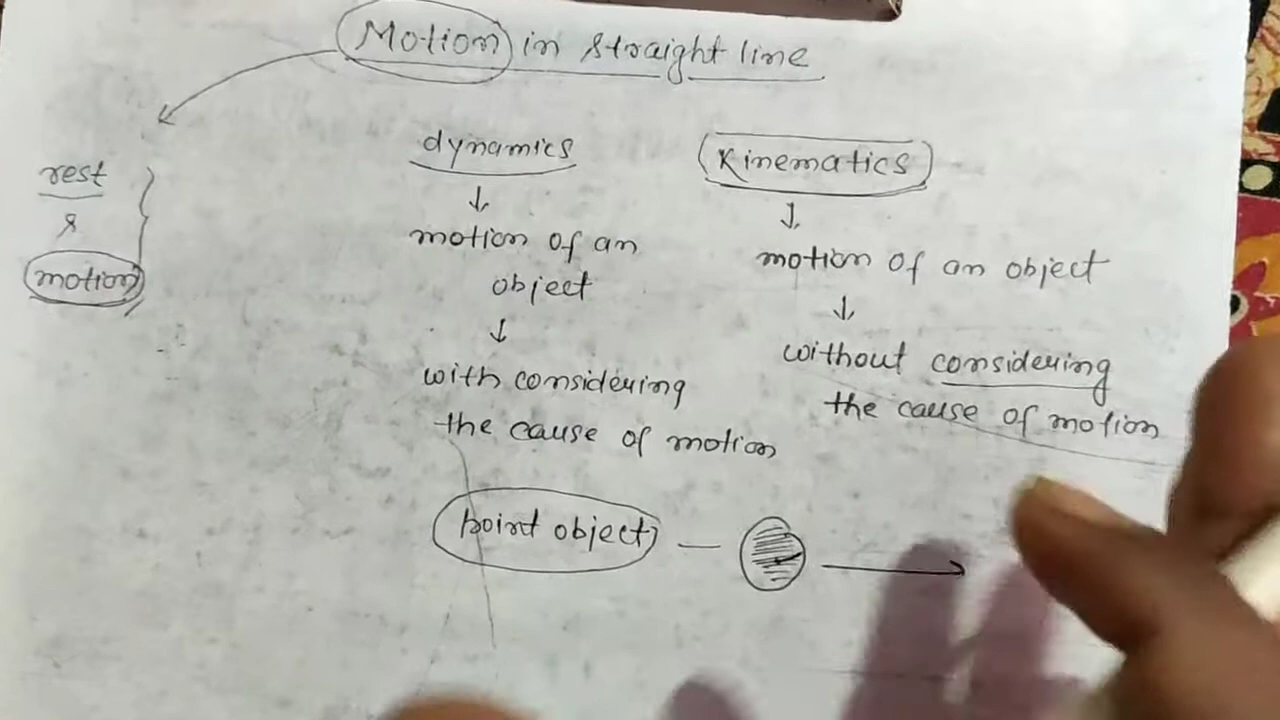 Motion in straight line
rest
&
motion
dynamics
motion of an
object
with considering
the cause of motion
Kinematics
motion of an object
without considering
the cause of motion
point object